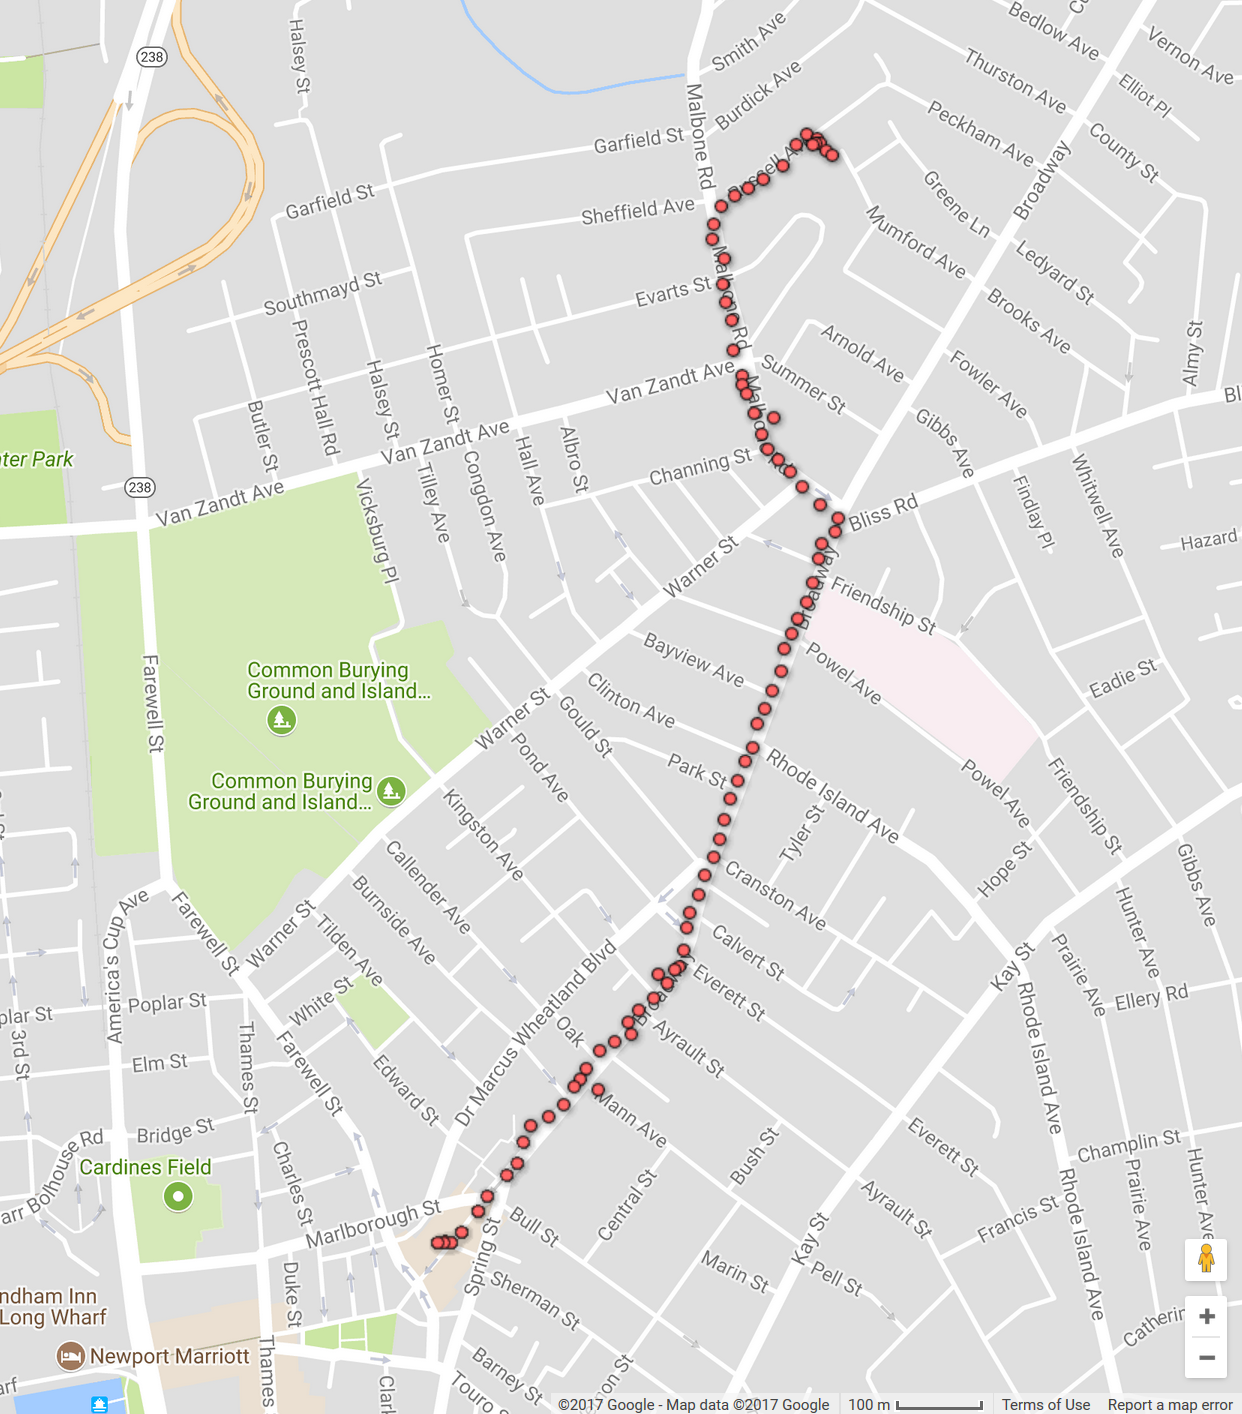 Halsey St
238
Smith Ave
Burdick Ave
Bedlow Ave
Vernon Ave
Thurston Ave
Elliot Pl
Peckham Ave
County St
Malbone Rd
Garfield St
Broadway
Garfield St
Sheffield Ave
Greene Ln
Mumford Ave
Ledyard St
Southmayd St
Evarts St
Brooks Ave
Malbone Rd
Prescott Hall Rd
Halsey St
Homer St
Arnold Ave
Almy St
Summer St
Fowler Ave
Van Zandt Ave
Butler St
Gibbs Ave
Van Zandt Ave
Hall Ave
Albro St
Channing St
238
Van Zandt Ave
Tilley Ave
Congdon Ave
Vicksburg Pl
Findlay Pl
Whitwell Ave
Bliss Rd
Hazard
Warner St
Broadway
Friendship St
Bayview Ave
Powel Ave
Eadie St
Farewell St
Common Burying
Ground and Island...
Clinton Ave
Warner St
Gould St
Pond Ave
Park St
Rhode Island Ave
Powel Ave
Friendship St
Common Burying
Ground and Island...
Kingston Ave
Tyler St
Hope St
Gibbs Ave
Callender Ave
Burnside Ave
Cranston Ave
Hunter Ave
America's Cup Ave
Farewell St
Warner St
Tilden Ave
Calvert St
Kay St
Prairie Ave
Everett St
Ellery Rd
Poplar St
White St
Dr Marcus Wheatland Blvd
Oak
Ayrault St
Rhode Island Ave
3rd St
Elm St
Thames St
Farewell St
Edward St
Mann Ave
Bridge St
Everett St
Champlin St
Cardines Field
Charles St
Bush St
Central St
Ayrault St
Francis St
Rhode Island Ave
Prairie Ave
Hunter Ave
Marlborough St
Bull St
Kay St
Spring St
Marin St
Pell St
Duke St
Sherman St
Long Wharf
Newport Marriott
Thames
Barney St
Touro
©2017 Google - Map data ©2017 Google
100 m
Terms of Use
Report a map error